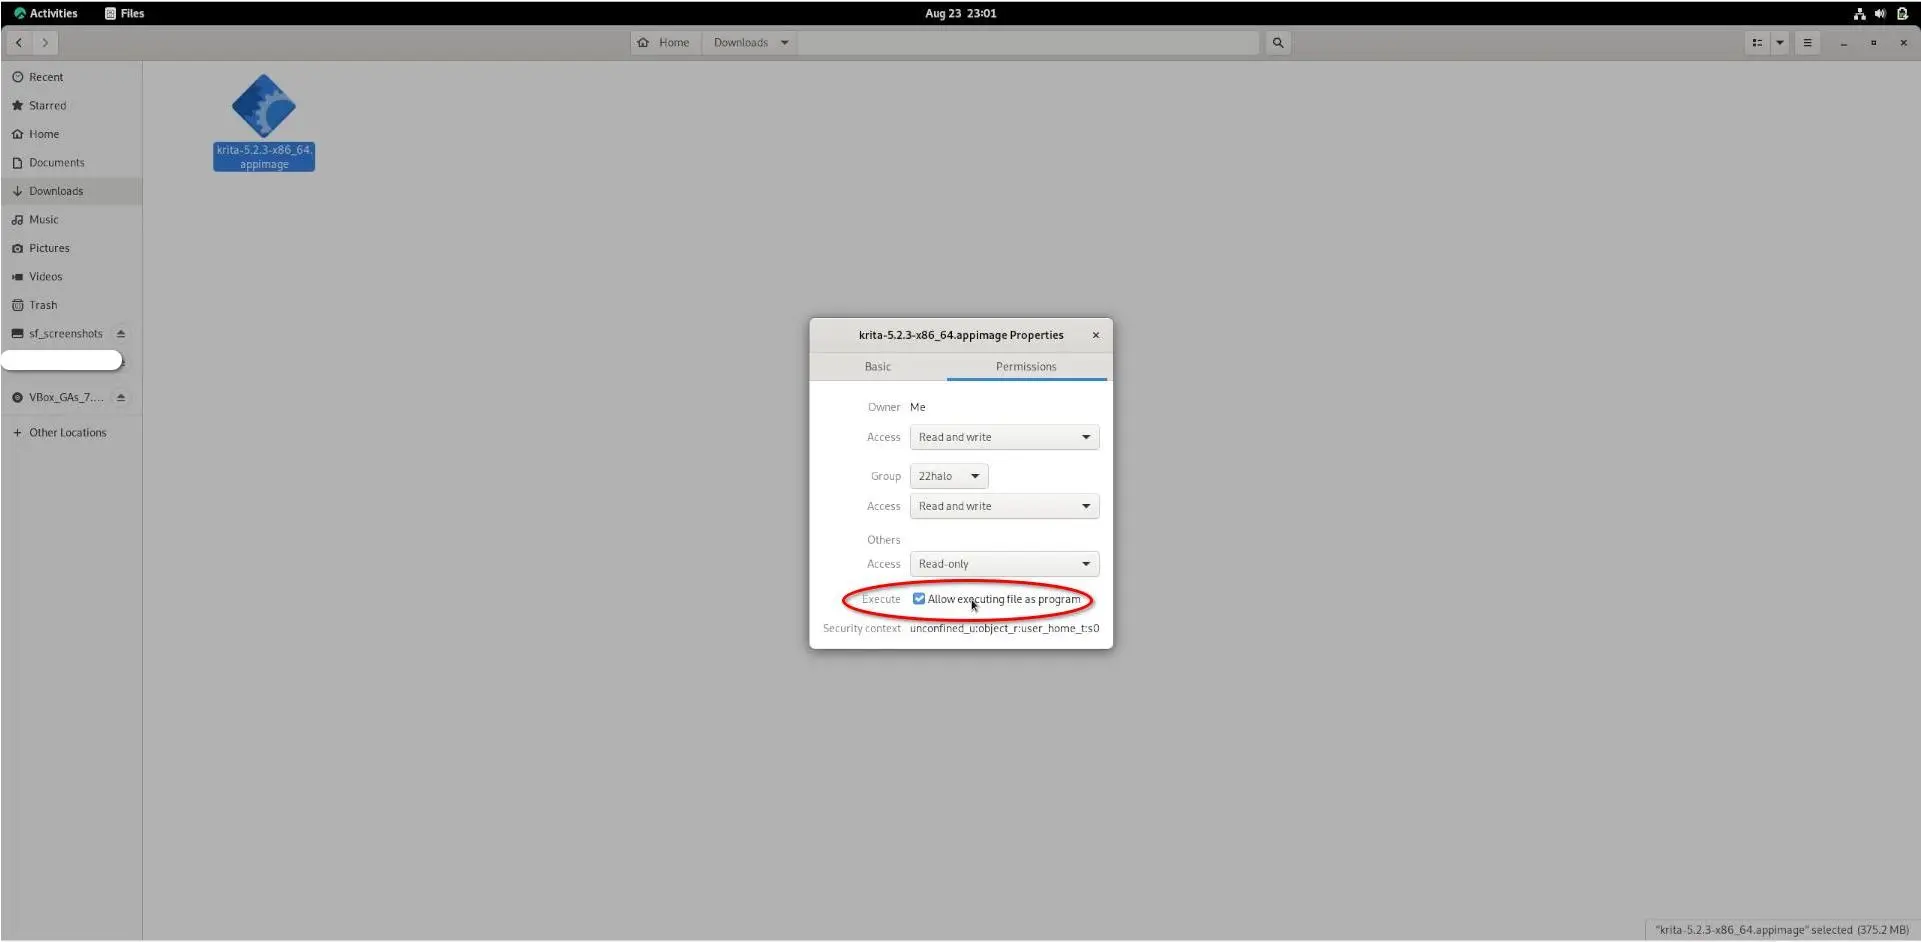 Activities Files Aug 23 23:01
Home Downloads
Recent
Starred
Home
Documents
Downloads
Music
Pictures
Videos
Trash
sf_screenshots
VBox_GAs_7....
+ Other Locations
krita-5.2.3-x86_64.
appimage
krita-5.2.3-x86_64.appimage Properties
Basic Permissions
Owner Me
Access Read and write
Group 22halo
Access Read and write
Others
Access Read-only
Execute Allow executing file as program
Security context unconfined_u:object_r:user_home_t:s0
"krita-5.2.3-x86_64.appimage" selected (375.2 MB)